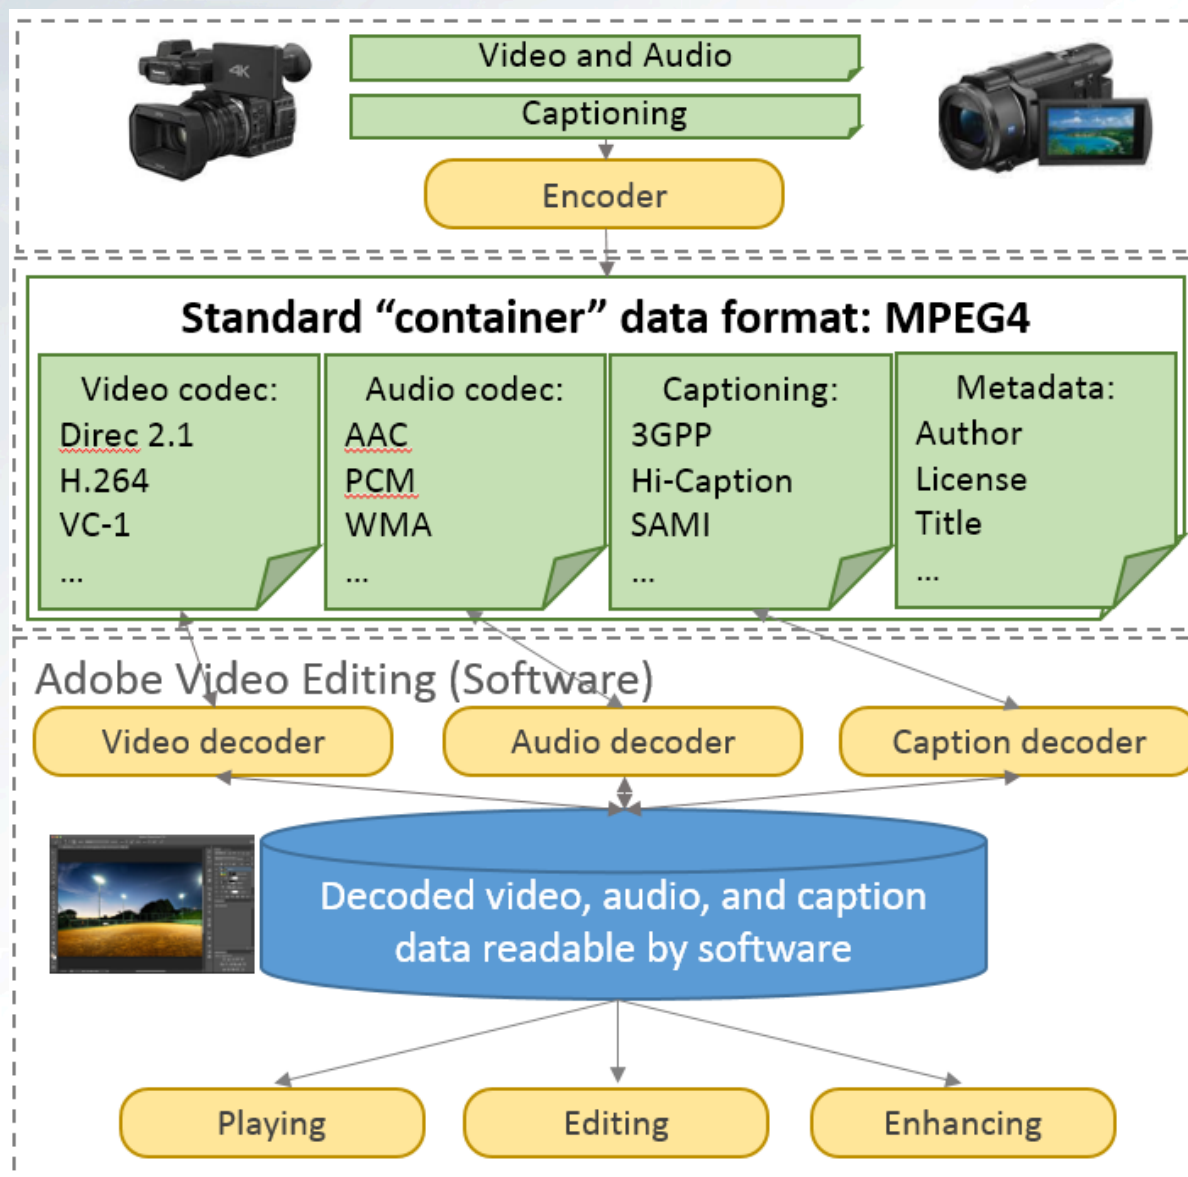 4K
Video and Audio
Captioning
Encoder
Standard “container” data format: MPEG4
Video codec:
Direc 2.1
H.264
VC-1
...
Audio codec:
AAC
PCM
WMA
...
Captioning:
3GPP
Hi-Caption
SAMI
...
Metadata:
Author
License
Title
...
Adobe Video Editing (Software)
Video decoder
Audio decoder
Caption decoder
Decoded video, audio, and caption
data readable by software
Playing
Editing
Enhancing